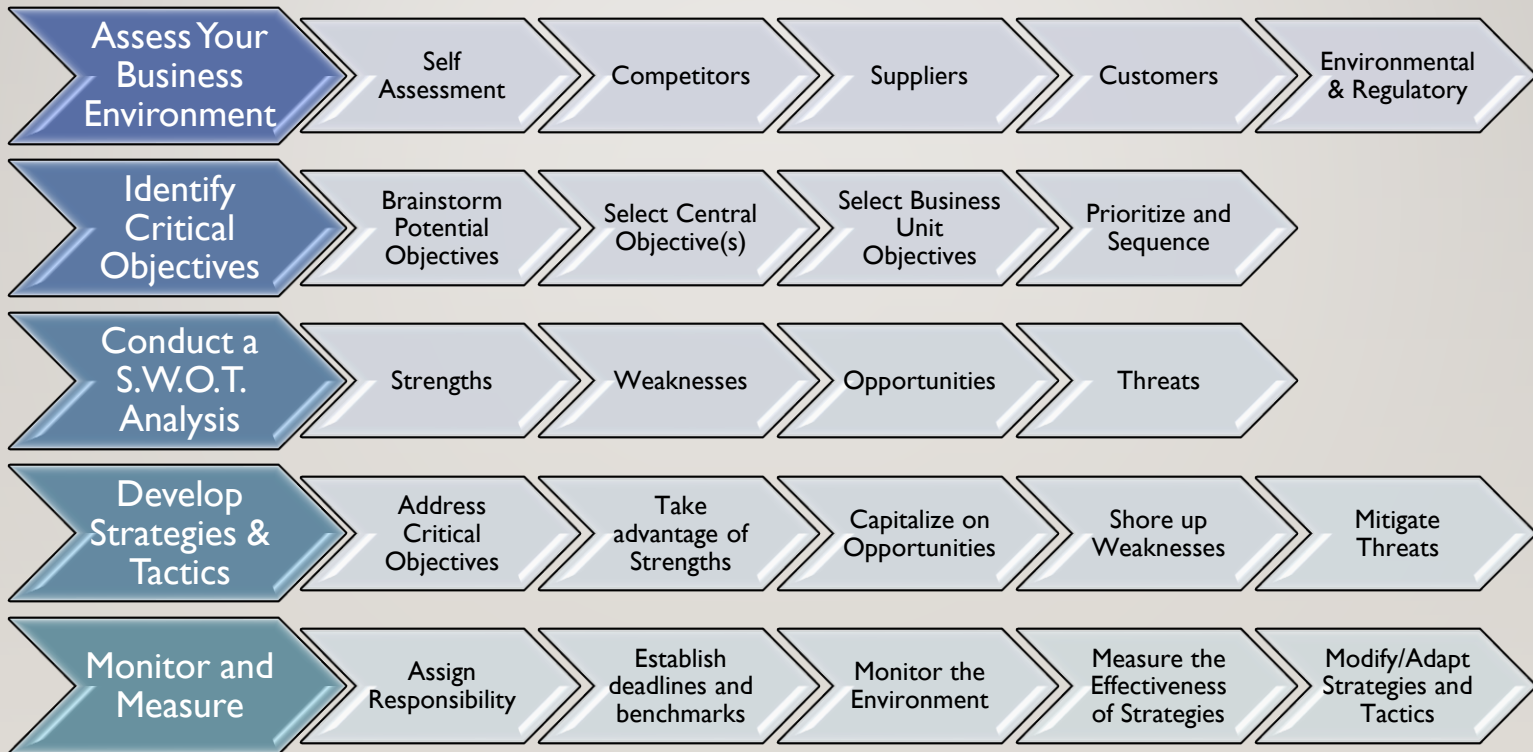 Assess Your
Business
Environment
Self
Assessment
Competitors
Suppliers
Customers
Environmental
& Regulatory
Identify
Critical
Objectives
Brainstorm
Potential
Objectives
Select Central
Objective(s)
Select Business
Unit
Objectives
Prioritize and
Sequence
Conduct a
S.W.O.T.
Analysis
Strengths
Weaknesses
Opportunities
Threats
Develop
Strategies &
Tactics
Address
Critical
Objectives
Take
advantage of
Strengths
Capitalize on
Opportunities
Shore up
Weaknesses
Mitigate
Threats
Monitor and
Measure
Assign
Responsibility
Establish
deadlines and
benchmarks
Monitor the
Environment
Measure the
Effectiveness
of Strategies
Modify/Adapt
Strategies and
Tactics